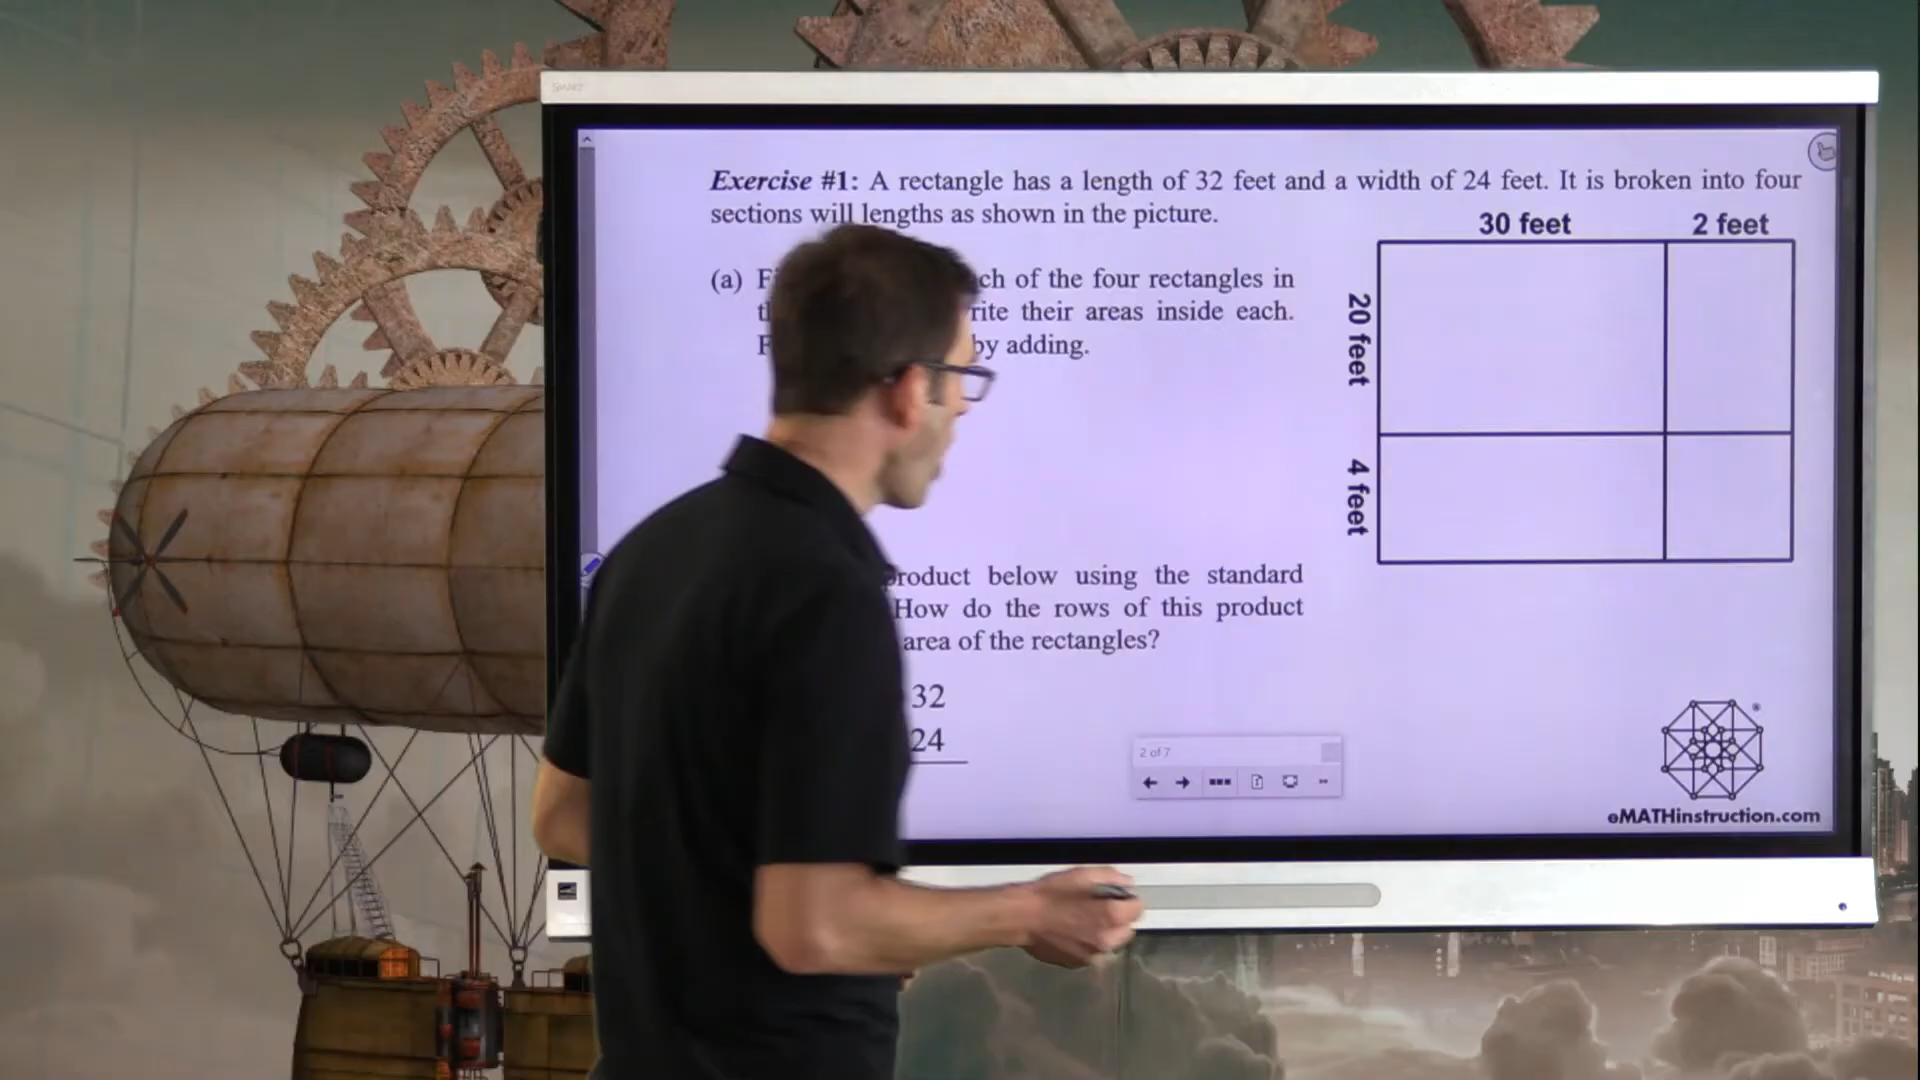 SMART
Exercise #1: A rectangle has a length of 32 feet and a width of 24 feet. It is broken into four
sections will lengths as shown in the picture.
30 feet 2 feet
(a) ch of the four rectangles in
rite their areas inside each.
by adding.
20 feet
4 feet
product below using the standard
How do the rows of this product
area of the rectangles?
32
24
2 of 7
eMATHinstruction.com